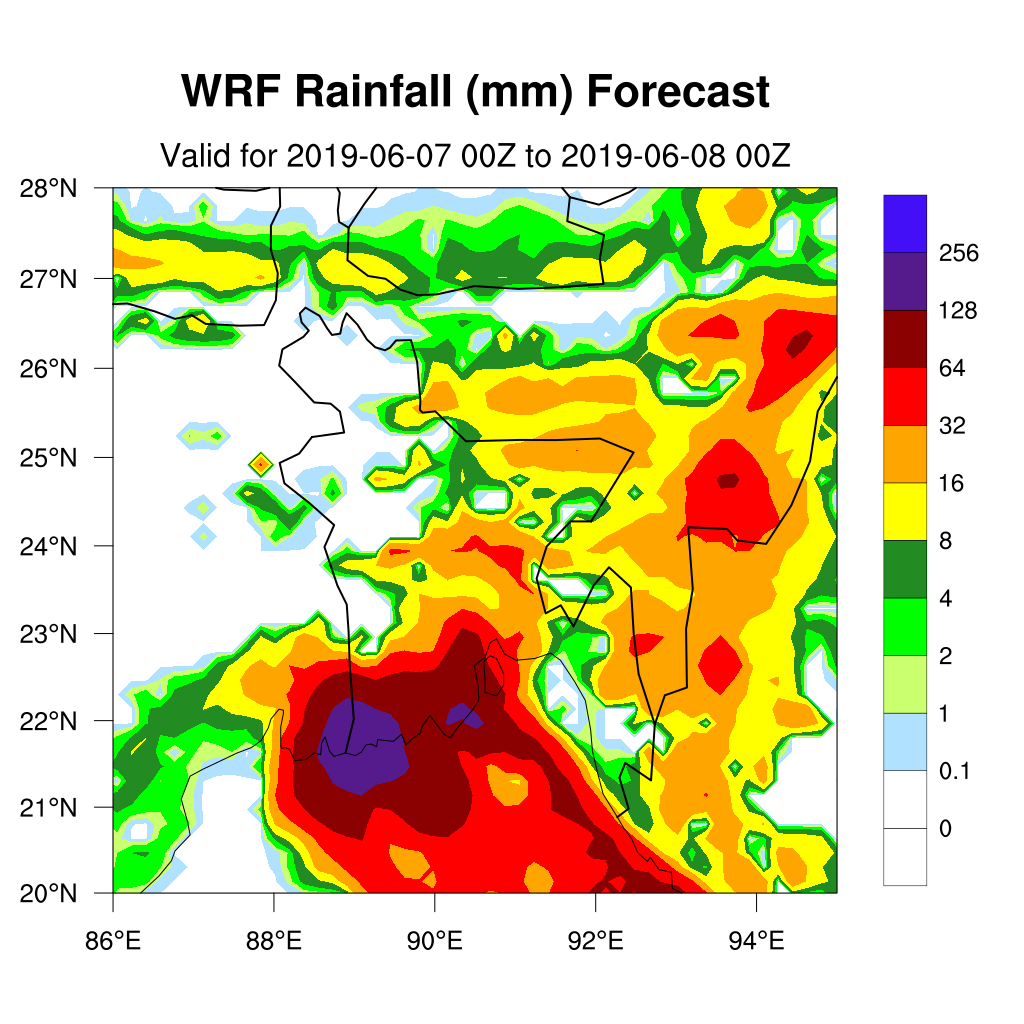 WRF Rainfall (mm) Forecast
Valid for 2019-06-07 00Z to 2019-06-08 00Z
28°N
27°N
26°N
25°N
24°N
23°N
22°N
21°N
20°N
86°E 88°E 90°E 92°E 94°E
256
128
64
32
16
8
4
2
1
0.1
0